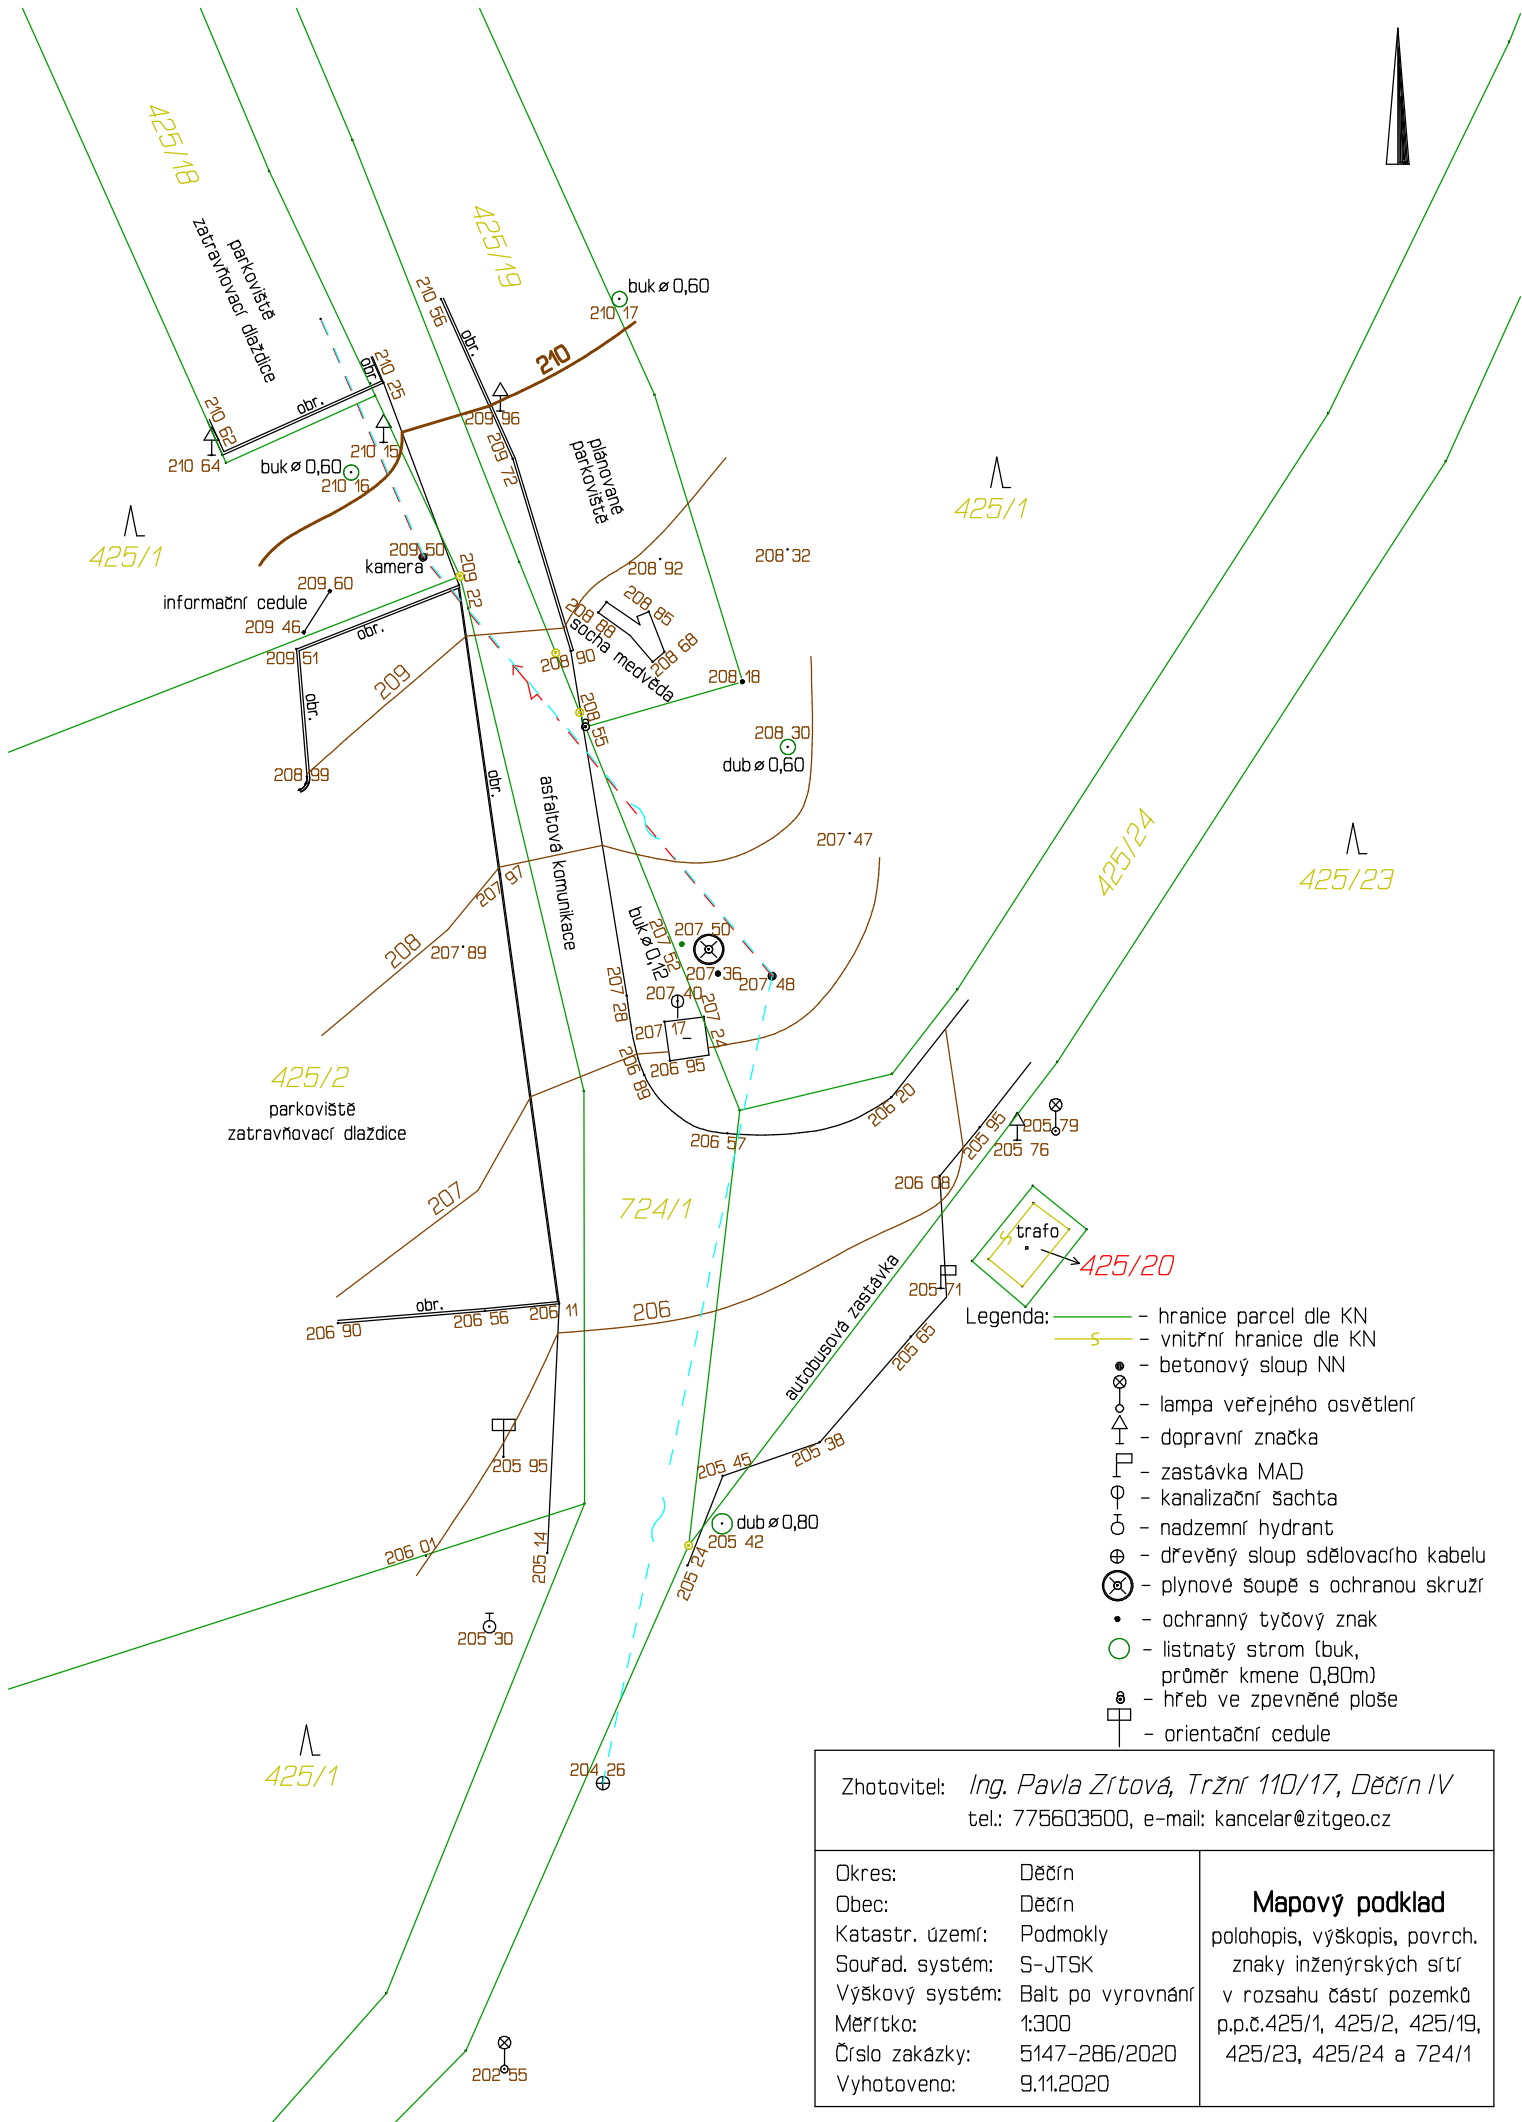 425/18
425/19
parkoviště
zatravňovací dlaždice
buk ø 0,60
210 17
210 56
obr.
210
210 25
obr.
obr.
210 62
210 64
209 96
209 72
210 15
buk ø 0,60
210 16
plánované
parkoviště
425/1
425/1
209 50
kamera
209 22
208 92
208 32
209 60
informační cedule
209 46
209 51
obr.
obr.
209
208 85
208 88
socha medvěda
208 68
208 90
208 18
208 55
208 30
dub ø 0,60
208 99
obr.
asfaltová komunikace
207 47
425/24
425/23
207 97
208
207 89
buk ø 0,12
207 52
207 50
207 36
207 48
207 28
207 40
207 17
207 24
206 95
206 89
206 57
206 20
425/2
parkoviště
zatravňovací dlaždice
205 95
205 79
205 76
206 08
207
724/1
trafo
425/20
205 71
autobusová zastávka
206
206 11
obr.
206 56
206 90
205 65
205 38
205 45
205 95
dub ø 0,80
205 42
205 24
205 14
206 01
205 30
425/1
204 26
202 55
Legenda:
- hranice parcel dle KN
- vnitřní hranice dle KN
- betonový sloup NN
- lampa veřejného osvětlení
- dopravní značka
- zastávka MAD
- kanalizační šachta
- nadzemní hydrant
- dřevěný sloup sdělovacího kabelu
- plynové šoupě s ochranou skruží
- ochranný tyčový znak
- listnatý strom (buk,
průměr kmene 0,80m)
- hřeb ve zpevněné ploše
- orientační cedule
Zhotovitel: Ing. Pavla Zítová, Tržní 110/17, Děčín IV
tel.: 775603500, e-mail: kancelar@zitgeo.cz
Okres: Děčín
Obec: Děčín
Katastr. území: Podmokly
Souřad. systém: S-JTSK
Výškový systém: Balt po vyrovnání
Měřítko: 1:300
Číslo zakázky: 5147-286/2020
Vyhotoveno: 9.11.2020
Mapový podklad
polohopis, výškopis, povrch.
znaky inženýrských sítí
v rozsahu částí pozemků
p.p.č.425/1, 425/2, 425/19,
425/23, 425/24 a 724/1